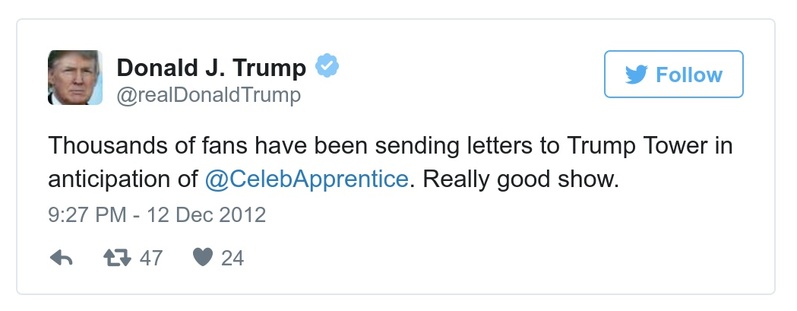 Donald J. Trump
@realDonaldTrump
Follow
Thousands of fans have been sending letters to Trump Tower in
anticipation of @CelebApprentice. Really good show.
9:27 PM - 12 Dec 2012
47 24